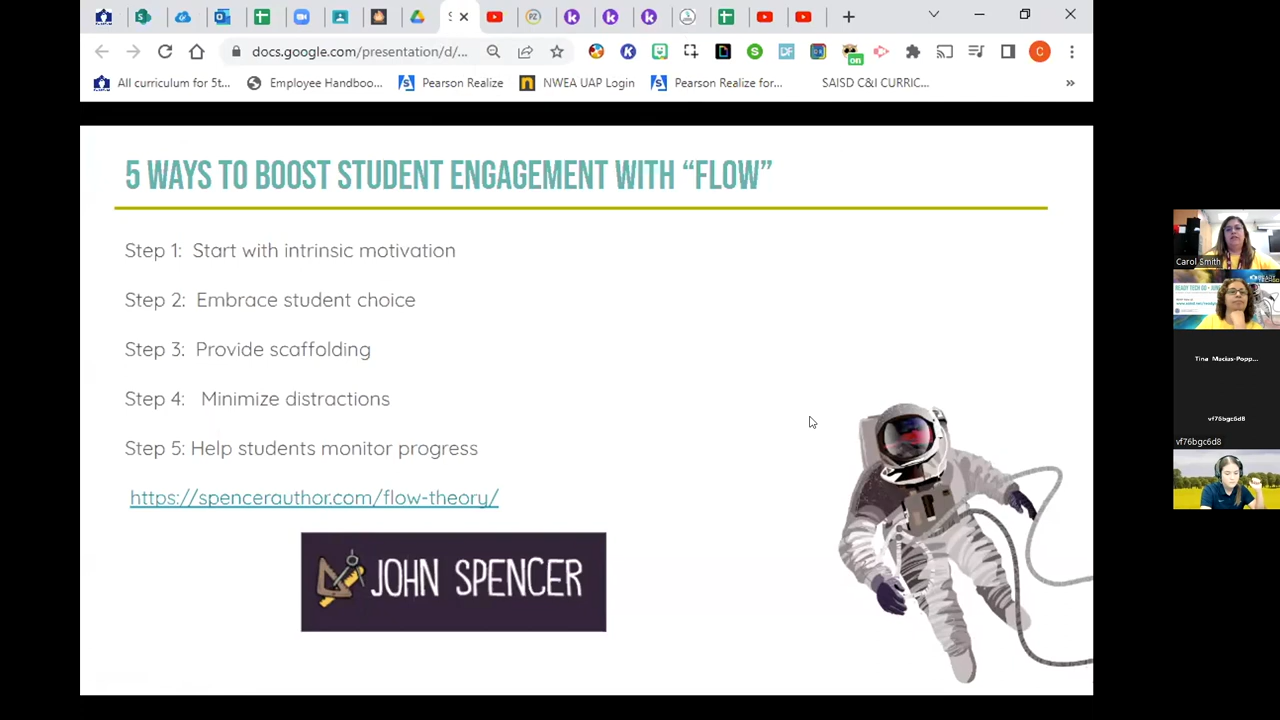 docs.google.com/presentation/d/...
on
C
All curriculum for 5t...
Employee Handboo...
Pearson Realize
NWEA UAP Login
Pearson Realize for...
SAISD C&I CURRIC...
»
5 WAYS TO BOOST STUDENT ENGAGEMENT WITH “FLOW”
Step 1: Start with intrinsic motivation
Step 2: Embrace student choice
Step 3: Provide scaffolding
Step 4: Minimize distractions
Step 5: Help students monitor progress
https://spencerauthor.com/flow-theory/
JOHN SPENCER
Carol Smith
Tina Macias-Popp...
vf76bgc6d8
vf76bgc6d8